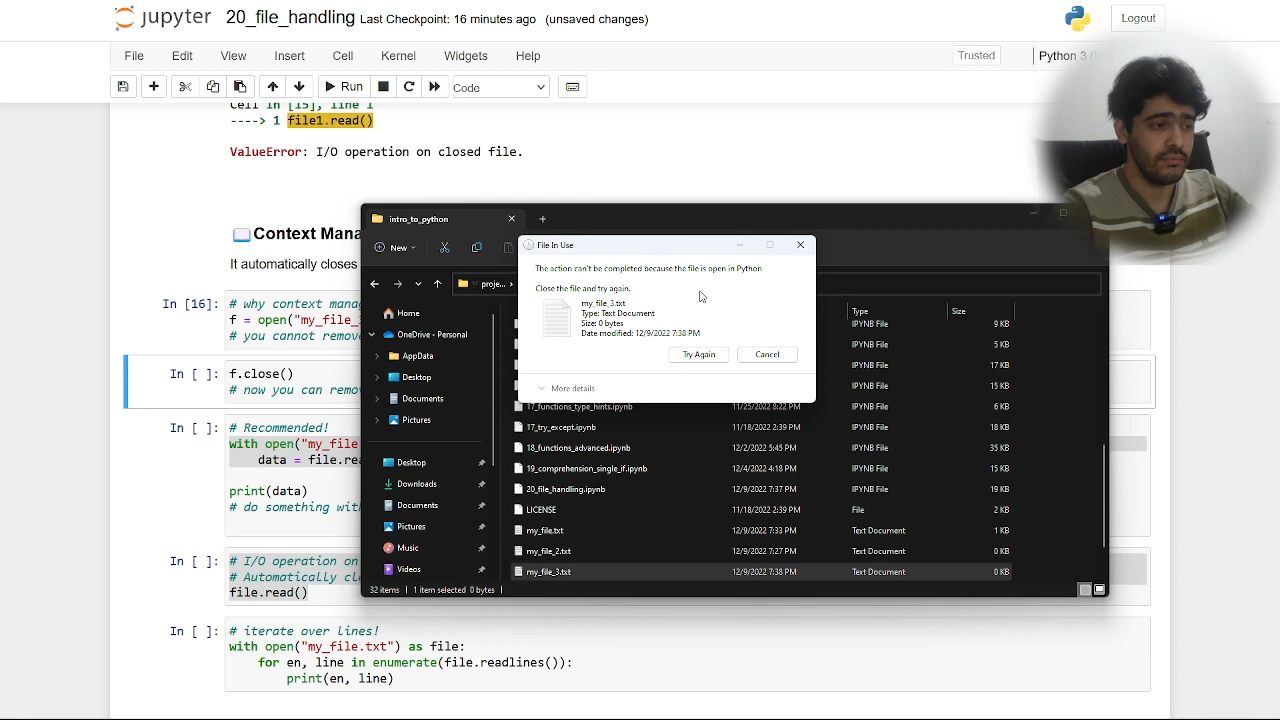 jupyter 20_file_handling Last Checkpoint: 16 minutes ago (unsaved changes) Logout
File Edit View Insert Cell Kernel Widgets Help Trusted Python 3
Run Code
Cell In [15], line 1
----> 1 file1.read()
ValueError: I/O operation on closed file.
intro_to_python
Context Mana
New
File In Use
It automatically closes
The action can't be completed because the file is open in Python
proje...
Close the file and try again.
In [16]: # why context manag
my_file_3.txt
Home
Type: Text Document
Type Size
f = open("my_file_3
Size: 0 bytes
IPYNB File 9 KB
# you cannot remove
OneDrive - Personal
Date modified: 12/9/2022 7:38 PM
IPYNB File 5 KB
AppData
Try Again Cancel
IPYNB File 17 KB
In [ ]: f.close()
Desktop
IPYNB File 15 KB
# now you can remov
More details
Documents
17_functions_type_hints.ipynb 11/25/2022 8:22 PM IPYNB File 6 KB
Pictures
17_try_except.ipynb 11/18/2022 2:39 PM IPYNB File 18 KB
In [ ]: # Recommended!
with open("my_file
18_functions_advanced.ipynb 12/2/2022 5:45 PM IPYNB File 35 KB
data = file.rea
Desktop
19_comprehension_single_if.ipynb 12/4/2022 4:18 PM IPYNB File 15 KB
Downloads
20_file_handling.ipynb 12/9/2022 7:37 PM IPYNB File 19 KB
print(data)
Documents
LICENSE 11/18/2022 2:39 PM File 2 KB
# do something with
Pictures
my_file.txt 12/9/2022 7:33 PM Text Document 1 KB
Music
my_file_2.txt 12/9/2022 7:27 PM Text Document 0 KB
In [ ]: # I/O operation on
Videos
my_file_3.txt 12/9/2022 7:38 PM Text Document 0 KB
# Automatically clo
file.read()
32 items 1 item selected 0 bytes
In [ ]: # iterate over lines!
with open("my_file.txt") as file:
for en, line in enumerate(file.readlines()):
print(en, line)